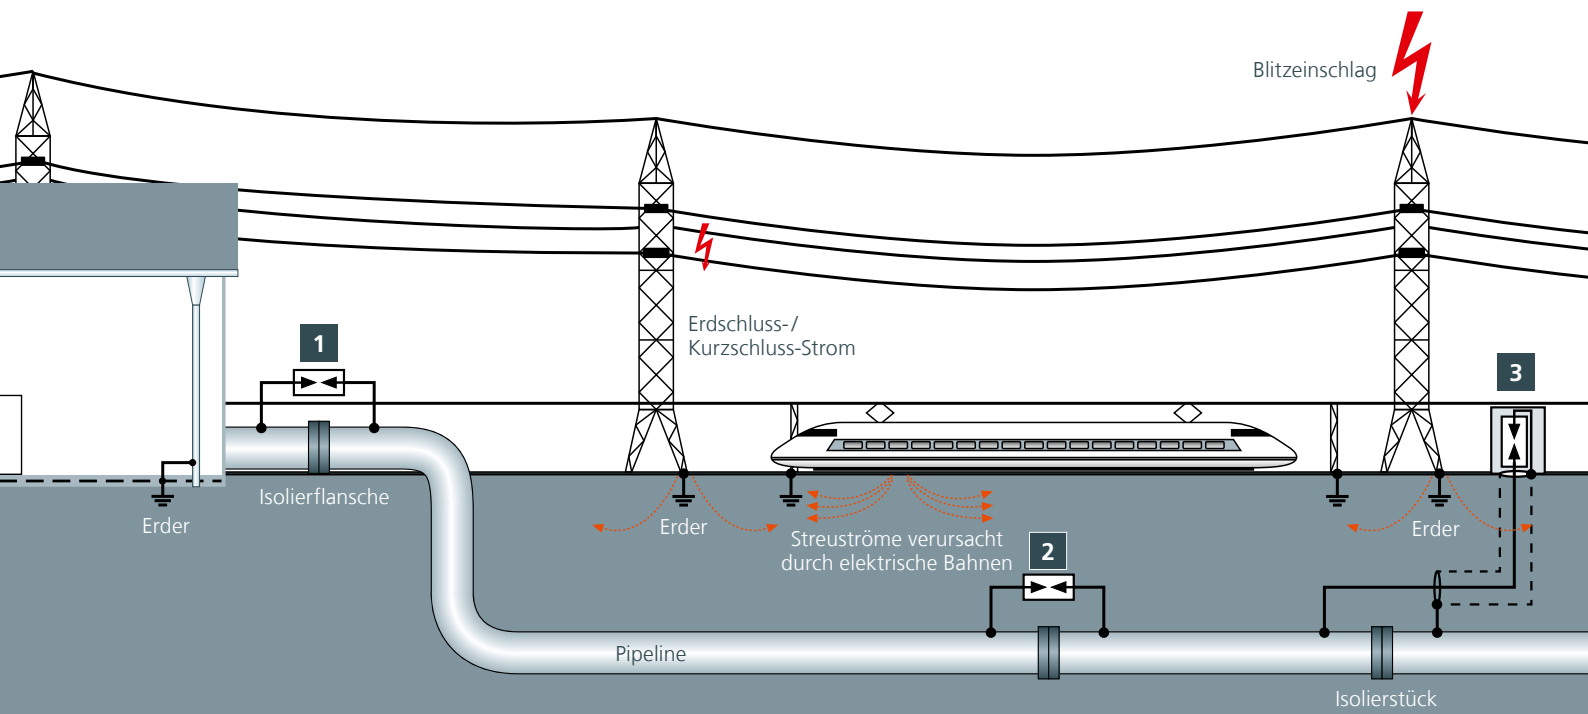 Blitzeinschlag
Erdschluss-/
Kurzschluss-Strom
1
3
Isolierflansche
Erder
Erder
Streuströme verursacht
durch elektrische Bahnen
Erder
2
Pipeline
Isolierstück